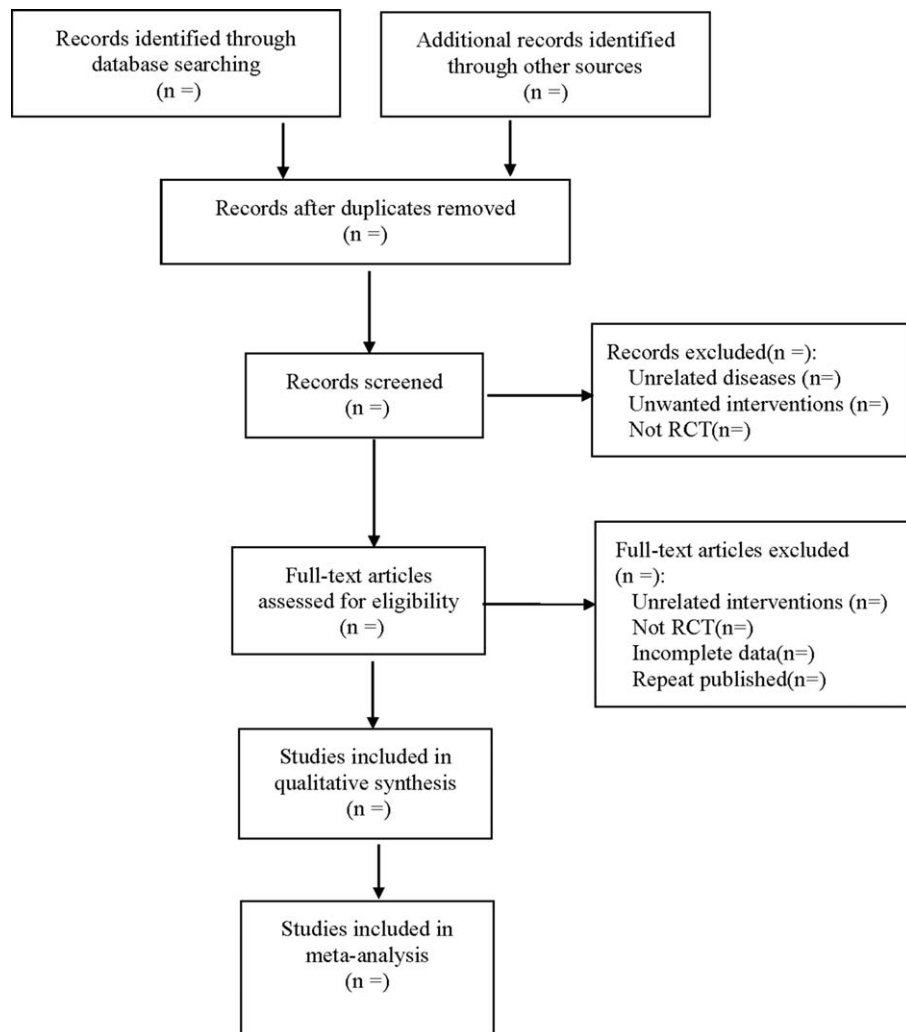 Records identified through
database searching
(n =)
Additional records identified
through other sources
(n =)
Records after duplicates removed
(n =)
Records screened
(n =)
Records excluded(n =):
Unrelated diseases (n=)
Unwanted interventions (n=)
Not RCT(n=)
Full-text articles
assessed for eligibility
(n =)
Full-text articles excluded
(n =):
Unrelated interventions (n=)
Not RCT(n=)
Incomplete data(n=)
Repeat published(n=)
Studies included in
qualitative synthesis
(n =)
Studies included in
meta-analysis
(n =)